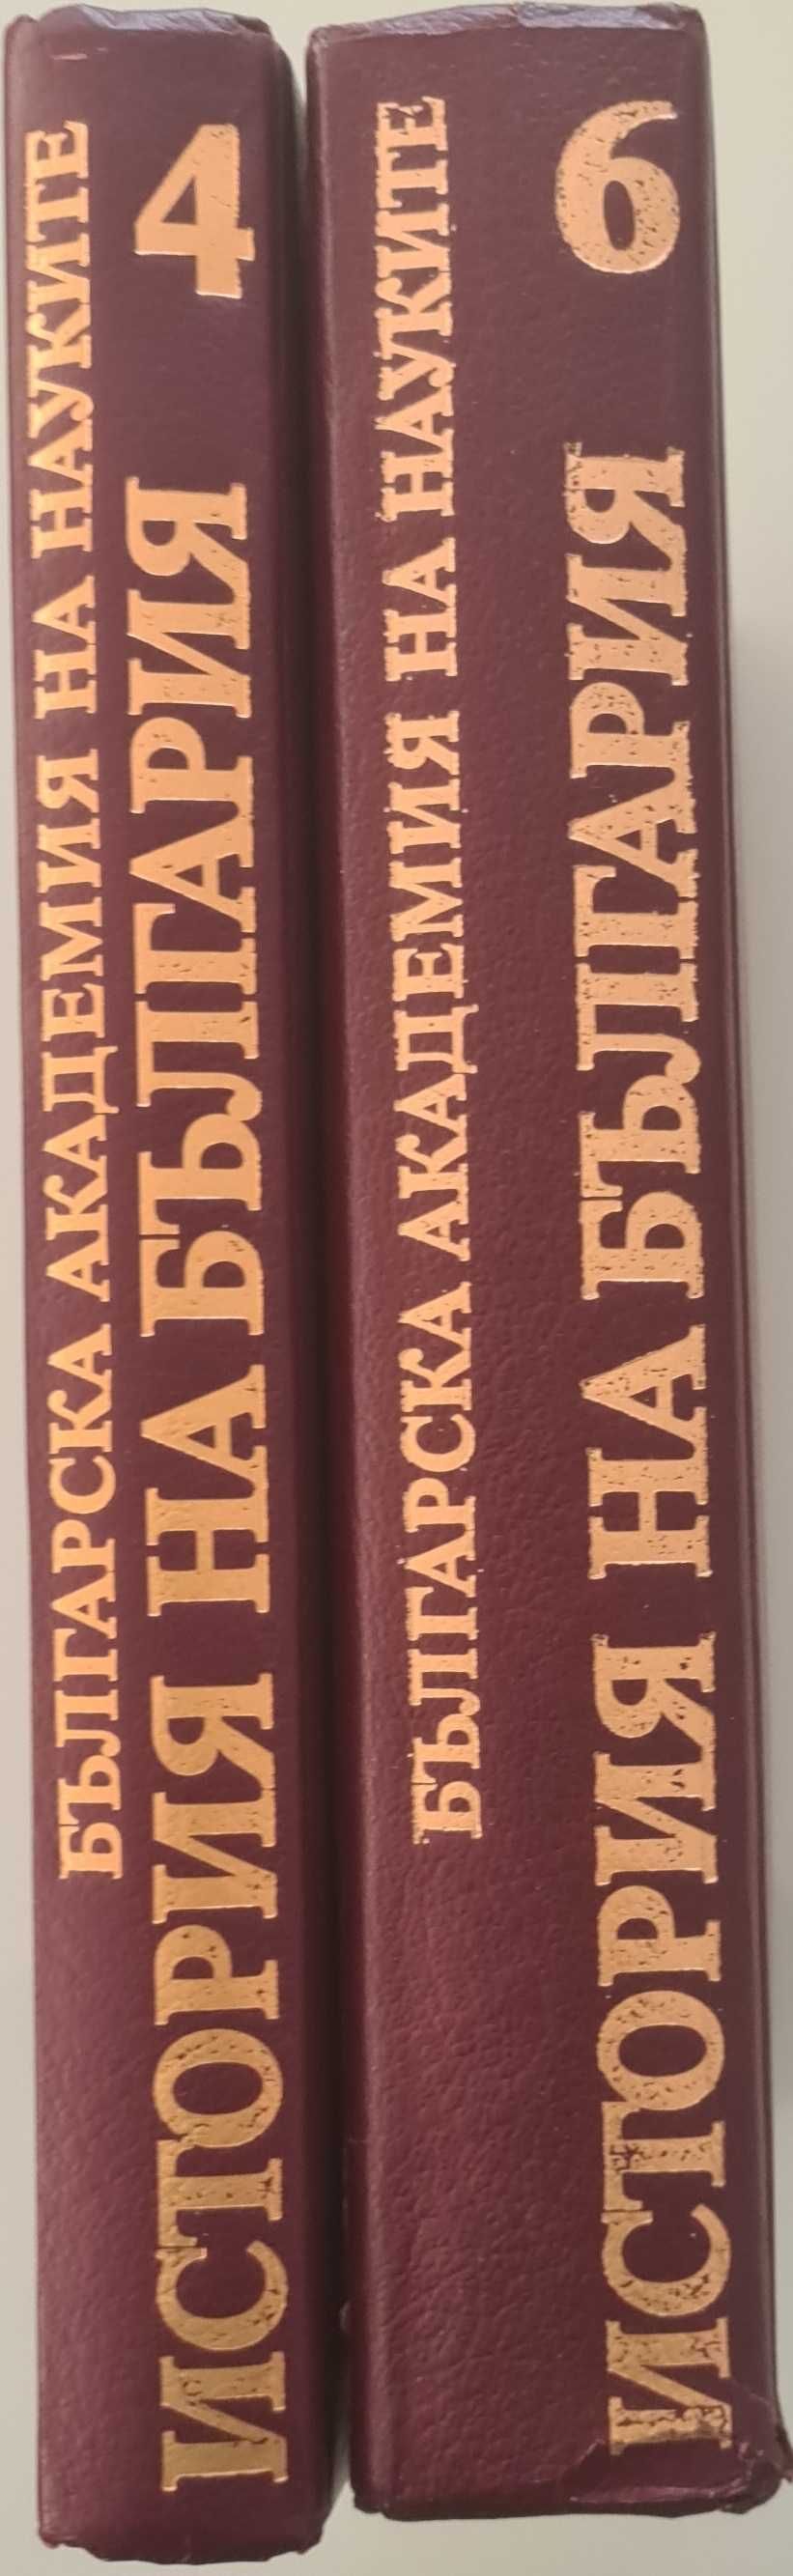 БЪЛГАРСКА АКАДЕМИЯ НА НАУКИТЕ
ИСТОРИЯ НА БЪЛГАРИЯ 4
БЪЛГАРСКА АКАДЕМИЯ НА НАУКИТЕ
ИСТОРИЯ НА БЪЛГАРИЯ 6